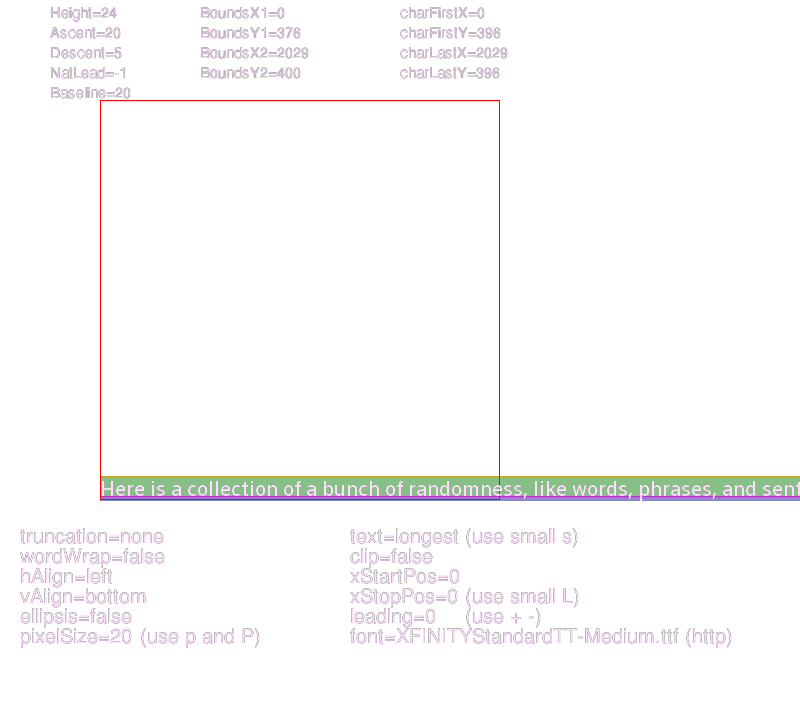 Height=24 BoundsX1=0 charFirstX=0
Ascent=20 BoundsY1=376 charFirstY=396
Descent=5 BoundsX2=2029 charLastX=2029
NatLead=-1 BoundsY2=400 charLastY=396
Baseline=20
Here is a collection of a bunch of randomness, like words, phrases, and sent
truncation=none text=longest (use small s)
wordWrap=false clip=false
hAlign=left xStartPos=0
vAlign=bottom xStopPos=0 (use small L)
ellipsis=false leading=0 (use + -)
pixelSize=20 (use p and P) font=XFINITYStandardTT-Medium.ttf (http)